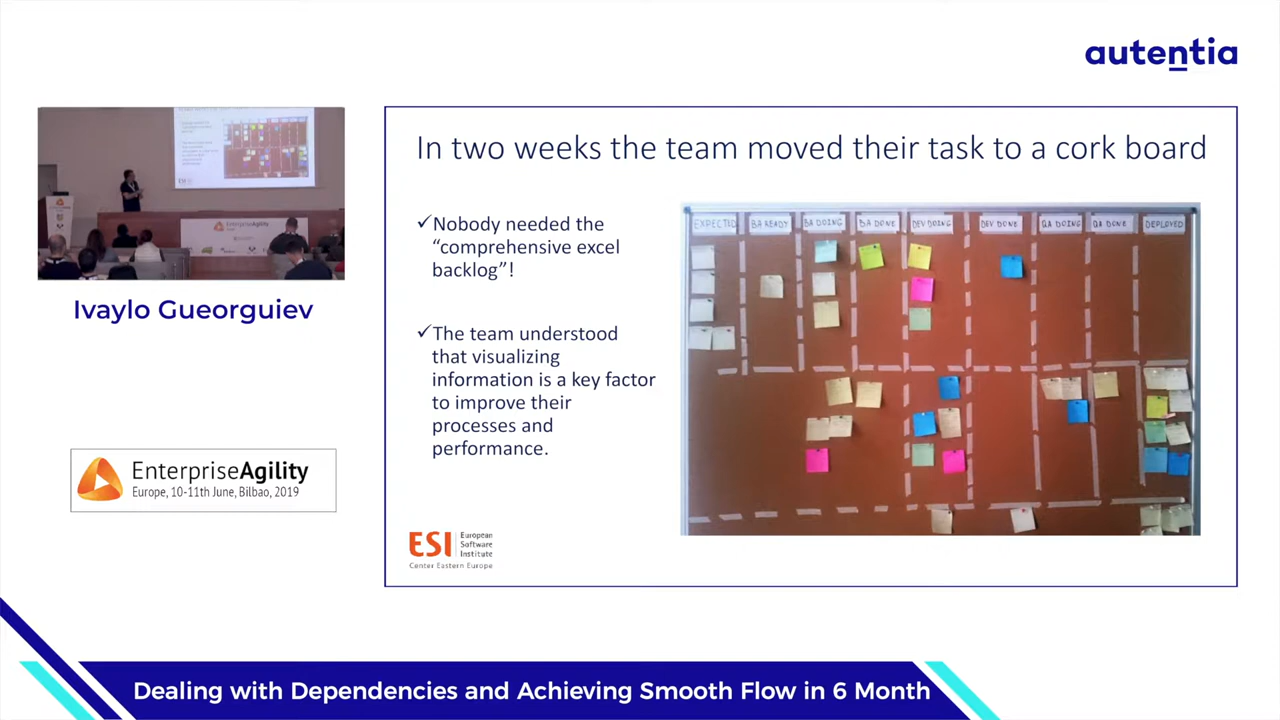 autentia
In two weeks the team moved their task to a cork board
✓Nobody needed the
“comprehensive excel
backlog”!
✓The team understood
that visualizing
information is a key factor
to improve their
processes and
performance.
EXPECTED BA READY BA DOING BA DONE DEV DOING DEV DONE QA DOING QA DONE DEPLOYED
ESI European
Software
Institute
Center Eastern Europe
EnterpriseAgility
Ivaylo Gueorguiev
EnterpriseAgility
Europe, 10-11th June, Bilbao, 2019
Dealing with Dependencies and Achieving Smooth Flow in 6 Month